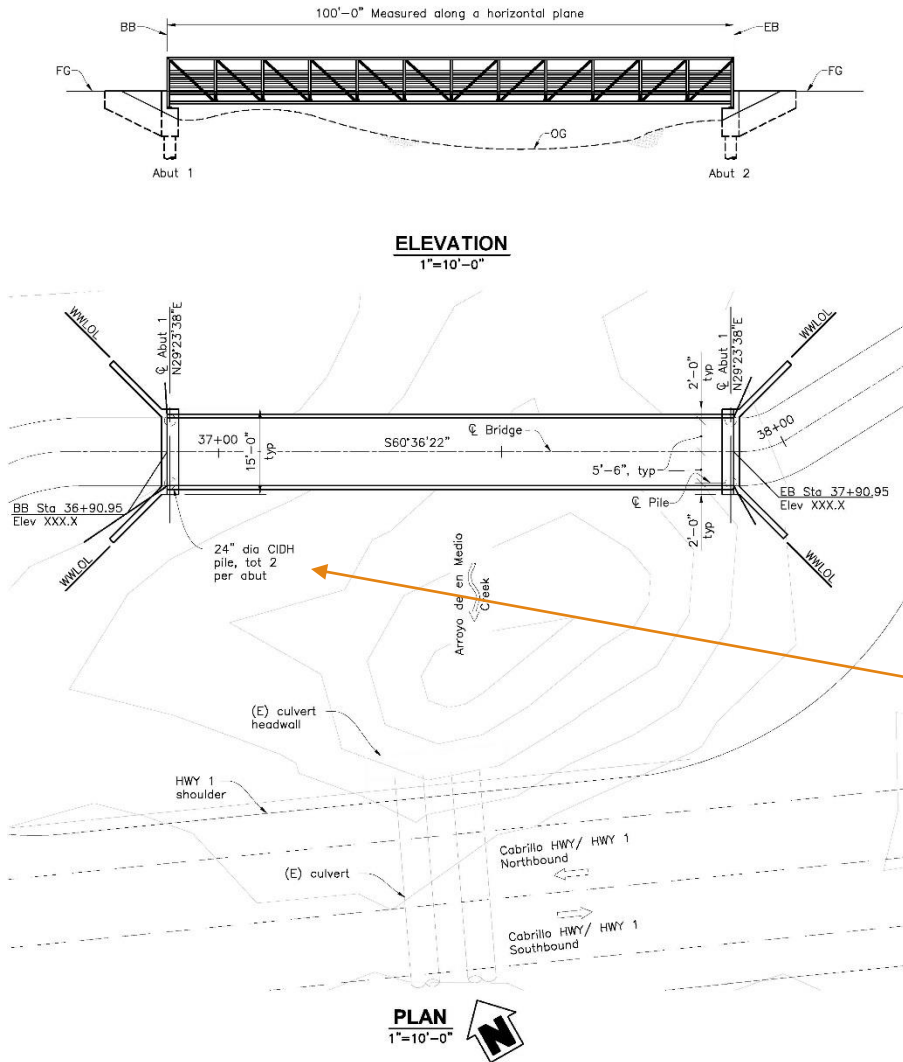 100'-0" Measured along a horizontal plane
BB
EB
FG
FG
OG
Abut 1
Abut 2
ELEVATION
1"=10'-0"
WWLOL
℄ Abut 1
N29°23'38"E
℄ Abut 1
N29°23'38"E
2'-0"
typ
WWLOL
37+00
15'-0"
typ
S60°36'22"
℄ Bridge
38+00
5'-6", typ
℄ Pile
BB Sta 36+90.95
Elev XXX.X
EB Sta 37+90.95
Elev XXX.X
2'-0"
typ
WWLOL
24" dia CIDH
pile, tot 2
per abut
WWLOL
Arroyo de en Medio
Creek
(E) culvert
headwall
HWY 1
shoulder
(E) culvert
Cabrillo HWY/ HWY 1
Northbound
Cabrillo HWY/ HWY 1
Southbound
PLAN
1"=10'-0"
N